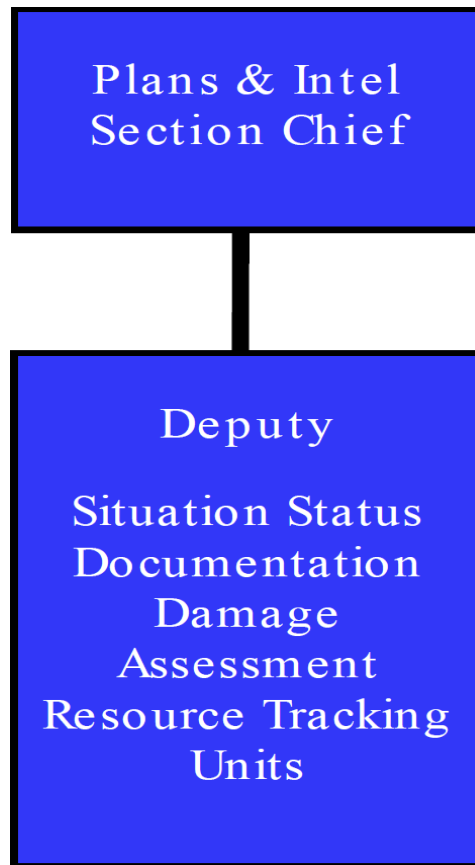 Plans & Intel
Section Chief
Deputy
Situation Status
Documentation
Damage
Assessment
Resource Tracking
Units